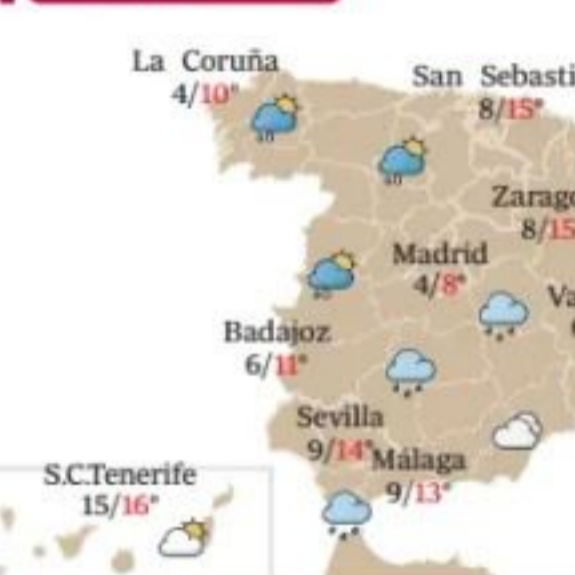 La Coruña
4/10°
San Sebasti
8/15°
Zarago
8/15
Madrid
4/8°
Va
Badajoz
6/11°
Sevilla
9/14°
Málaga
9/13°
S.C.Tenerife
15/16°